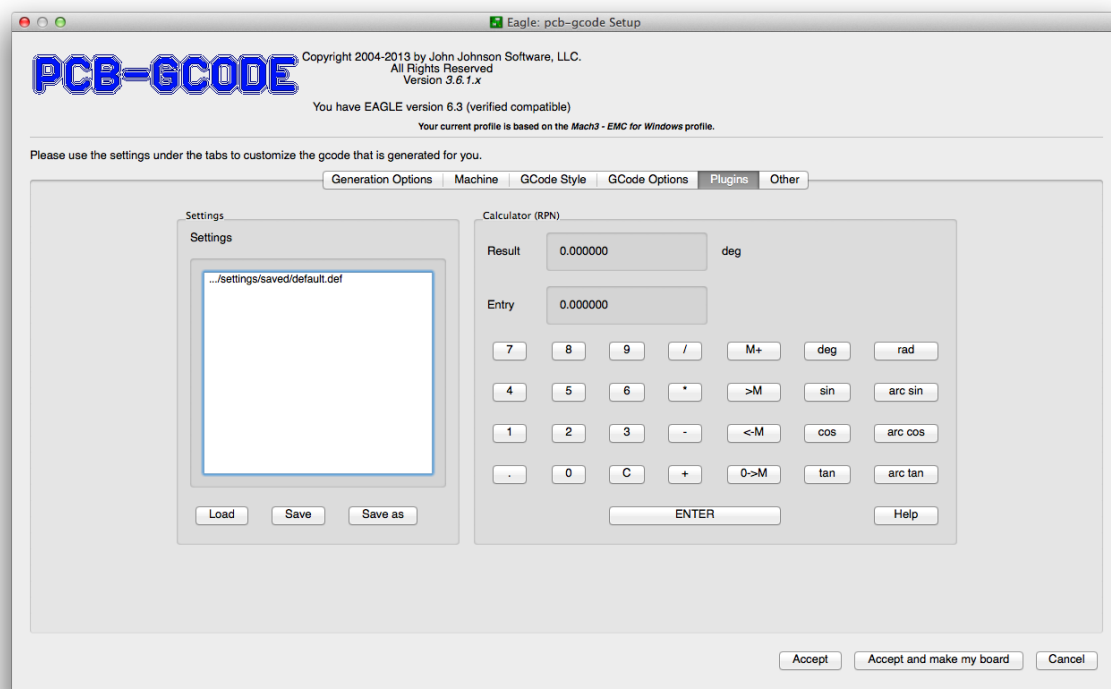 Eagle: pcb-gcode Setup
PCB-GCODE
Copyright 2004-2013 by John Johnson Software, LLC.
All Rights Reserved
Version 3.6.1.x
You have EAGLE version 6.3 (verified compatible)
Your current profile is based on the Mach3 - EMC for Windows profile.
Please use the settings under the tabs to customize the gcode that is generated for you.
Generation Options Machine GCode Style GCode Options Plugins Other
Settings
Settings
.../settings/saved/default.def
Load Save Save as
Calculator (RPN)
Result 0.000000 deg
Entry 0.000000
7 8 9 / M+ deg rad
4 5 6 * >M sin arc sin
1 2 3 - <-M cos arc cos
. 0 C + 0->M tan arc tan
ENTER Help
Accept Accept and make my board Cancel